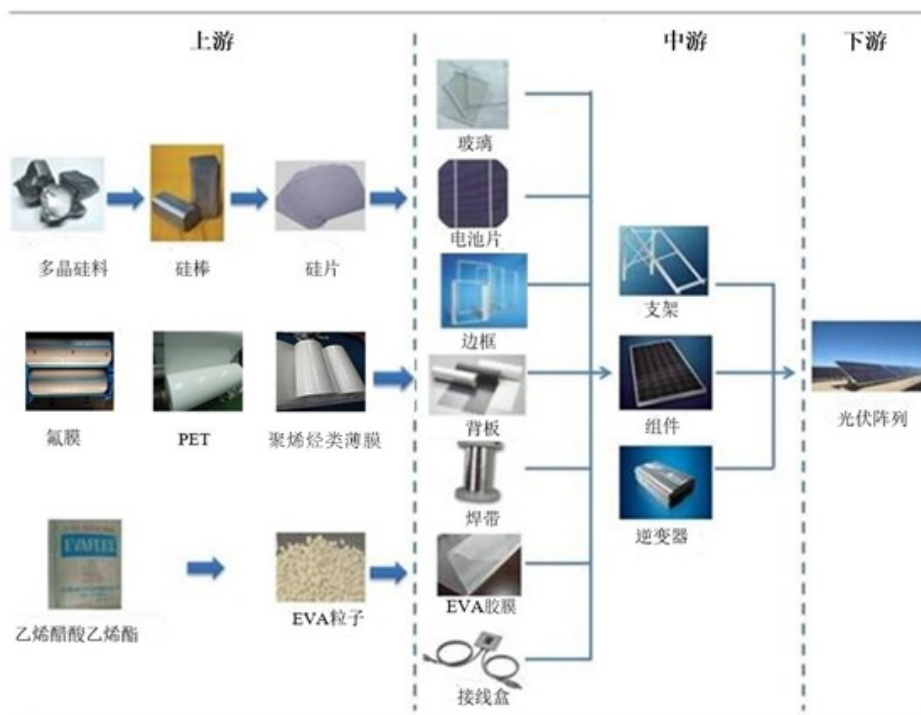 上游
中游
下游
玻璃
多晶硅料
硅棒
硅片
电池片
边框
支架
氟膜
PET
聚烯烃类薄膜
背板
组件
光伏阵列
焊带
逆变器
EVAFLEX
乙烯醋酸乙烯酯
EVA粒子
EVA胶膜
接线盒